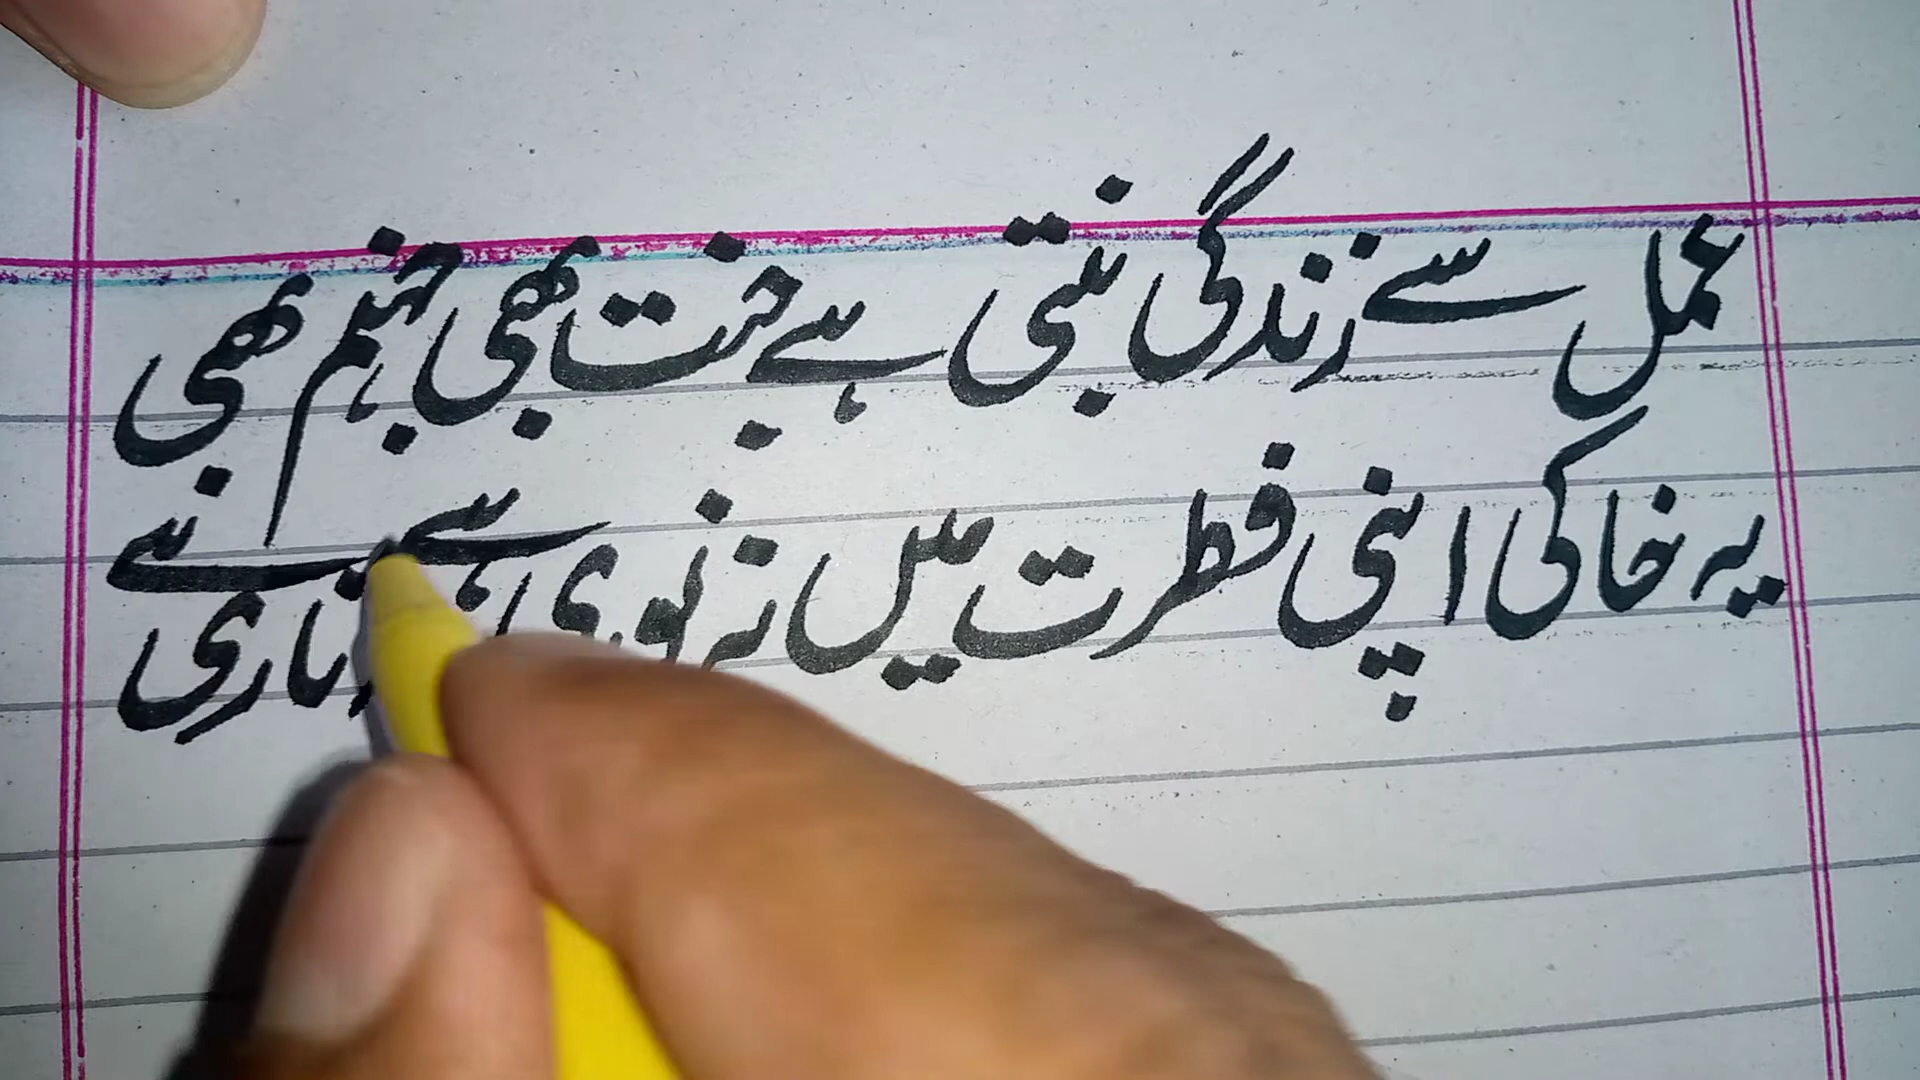 عمل سے زندگی بنتی ہے جنت بھی جہنم بھی
یہ خاکی اپنی فطرت میں نہ نوری ہے نہ ناری ہے